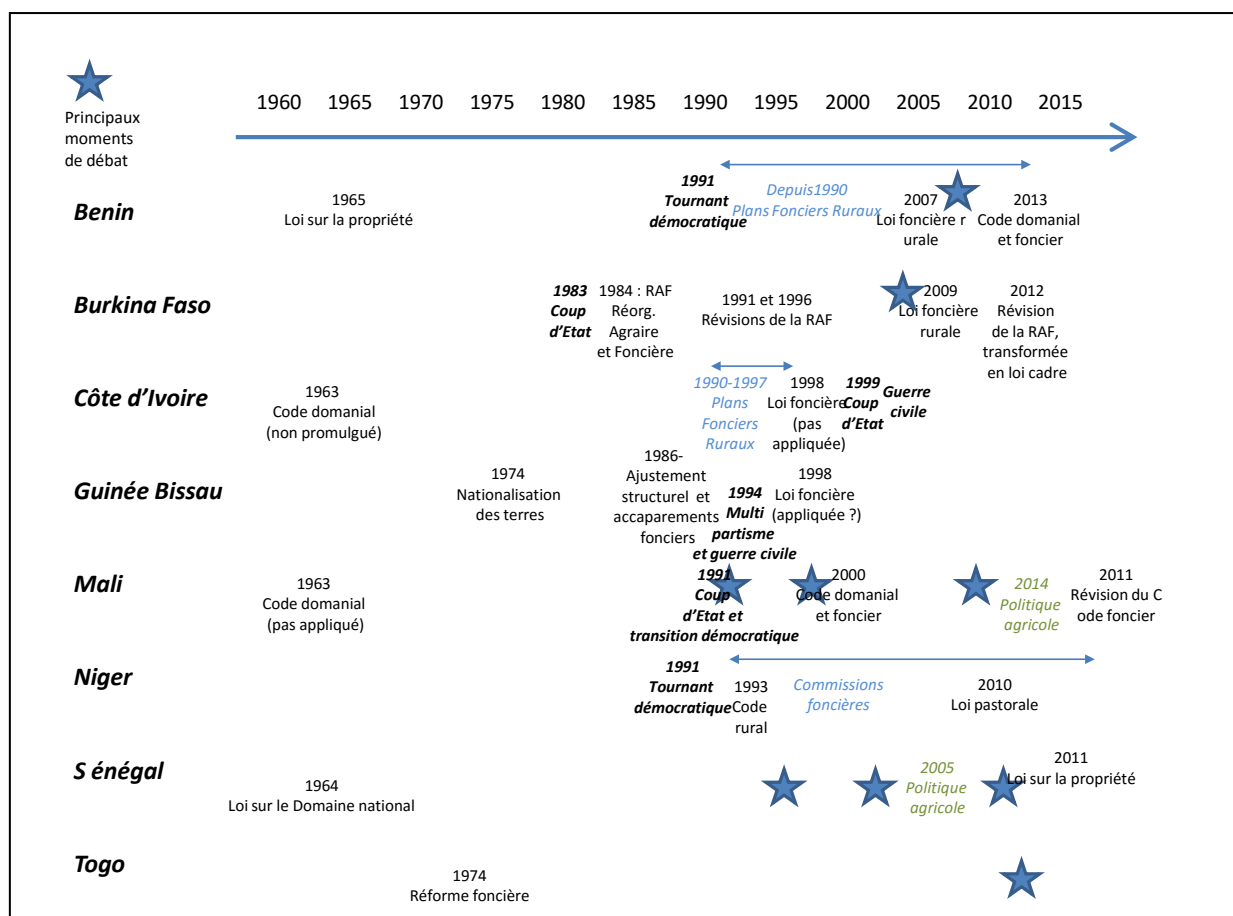 1960 1965 1970 1975 1980 1985 1990 1995 2000 2005 2010 2015
Principaux
moments
de débat
Benin
1965
Loi sur la propriété
1991
Tournant
démocratique
Depuis1990
Plans Fonciers Ruraux
2007
Loi foncière r
urale
2013
Code domanial
et foncier
Burkina Faso
1983
Coup
d’Etat
1984 : RAF
Réorg.
Agraire
et Foncière
1991 et 1996
Révisions de la RAF
2009
Loi foncière
rurale
2012
Révision
de la RAF,
transformée
en loi cadre
Côte d’Ivoire
1963
Code domanial
(non promulgué)
1990-1997
Plans
Fonciers
Ruraux
1998
Loi foncière
(pas
appliquée)
1999
Coup
d’Etat
Guerre
civile
Guinée Bissau
1974
Nationalisation
des terres
1986-
Ajustement
structurel et
accaparements
fonciers
1994
Multi
partisme
et guerre civile
1998
Loi foncière
(appliquée ?)
Mali
1963
Code domanial
(pas appliqué)
1991
Coup
d’Etat et
transition démocratique
2000
Code domanial
et foncier
2014
Politique
agricole
2011
Révision du C
ode foncier
Niger
1991
Tournant
démocratique
1993
Code
rural
Commissions
foncières
2010
Loi pastorale
S énégal
1964
Loi sur le Domaine national
2005
Politique
agricole
2011
Loi sur la propriété
Togo
1974
Réforme foncière